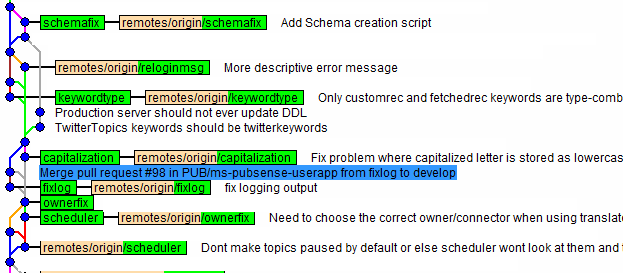 schemafix remotes/origin/schemafix Add Schema creation script
remotes/origin/reloginmsg More descriptive error message
keywordtype remotes/origin/keywordtype Only customrec and fetchedrec keywords are type-comb
Production server should not ever update DDL
TwitterTopics keywords should be twitterkeywords
capitalization remotes/origin/capitalization Fix problem where capitalized letter is stored as lowercas
Merge pull request #98 in PUB/ms-pubsense-userapp from fixlog to develop
fixlog remotes/origin/fixlog fix logging output
ownerfix
scheduler remotes/origin/ownerfix Need to choose the correct owner/connector when using translat
remotes/origin/scheduler Dont make topics paused by default or else scheduler wont look at them and t